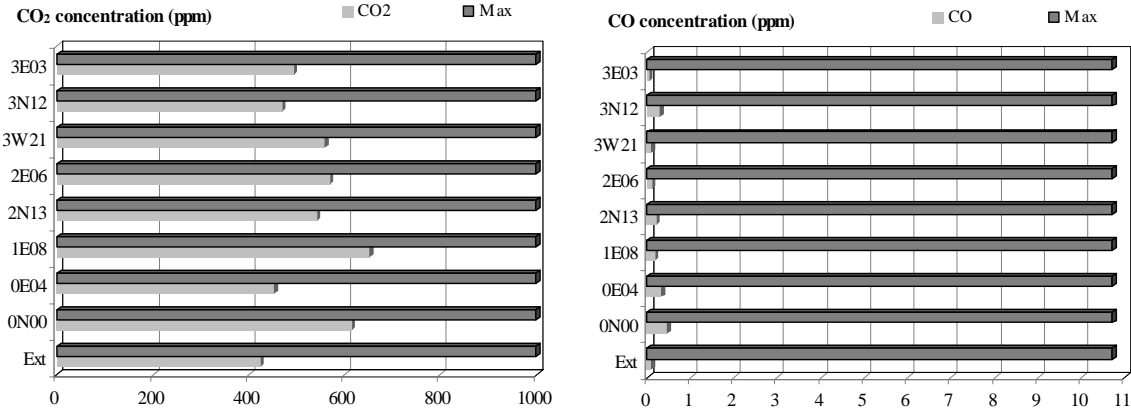 CO₂ concentration (ppm)
CO2
Max
3E03
3N12
3W21
2E06
2N13
1E08
0E04
0N00
Ext
0 200 400 600 800 1000
CO concentration (ppm)
CO
Max
3E03
3N12
3W21
2E06
2N13
1E08
0E04
0N00
Ext
0 1 2 3 4 5 6 7 8 9 10 11